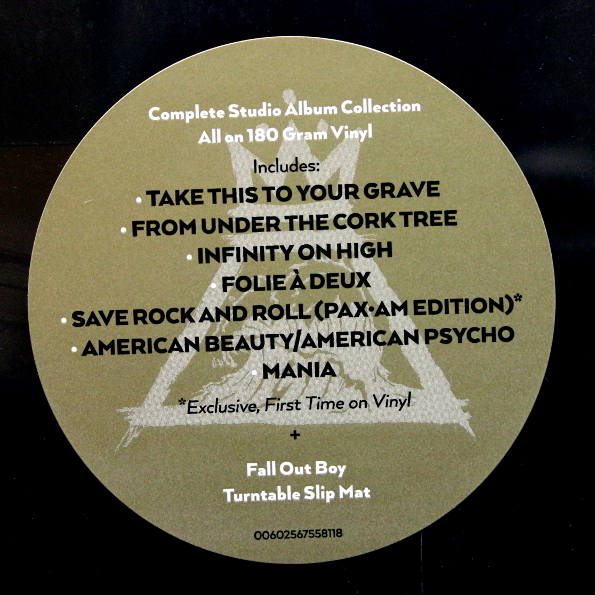 Complete Studio Album Collection
All on 180 Gram Vinyl
Includes:
• TAKE THIS TO YOUR GRAVE
• FROM UNDER THE CORK TREE
• INFINITY ON HIGH
• FOLIE À DEUX
• SAVE ROCK AND ROLL (PAX•AM EDITION)*
• AMERICAN BEAUTY/AMERICAN PSYCHO
• MANIA
*Exclusive, First Time on Vinyl
+
Fall Out Boy
Turntable Slip Mat
00602567558118